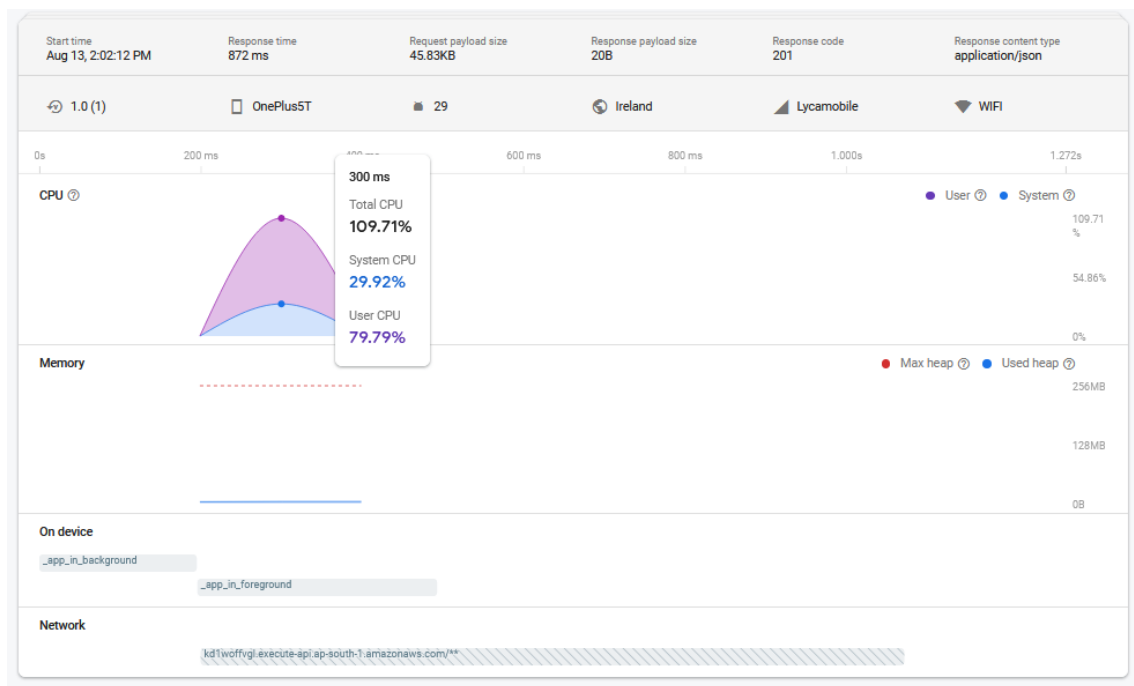 Start time
Aug 13, 2:02:12 PM
Response time
872 ms
Request payload size
45.83KB
Response payload size
20B
Response code
201
Response content type
application/json
1.0 (1)
OnePlus5T
29
Ireland
Lycamobile
WIFI
0s 200 ms 600 ms 800 ms 1.000s 1.272s
CPU
User System
109.71
%
54.86%
0%
300 ms
Total CPU
109.71%
System CPU
29.92%
User CPU
79.79%
Memory
Max heap Used heap
256MB
128MB
0B
On device
_app_in_background
_app_in_foreground
Network
kd1woffvgl.execute-api.ap-south-1.amazonaws.com/**